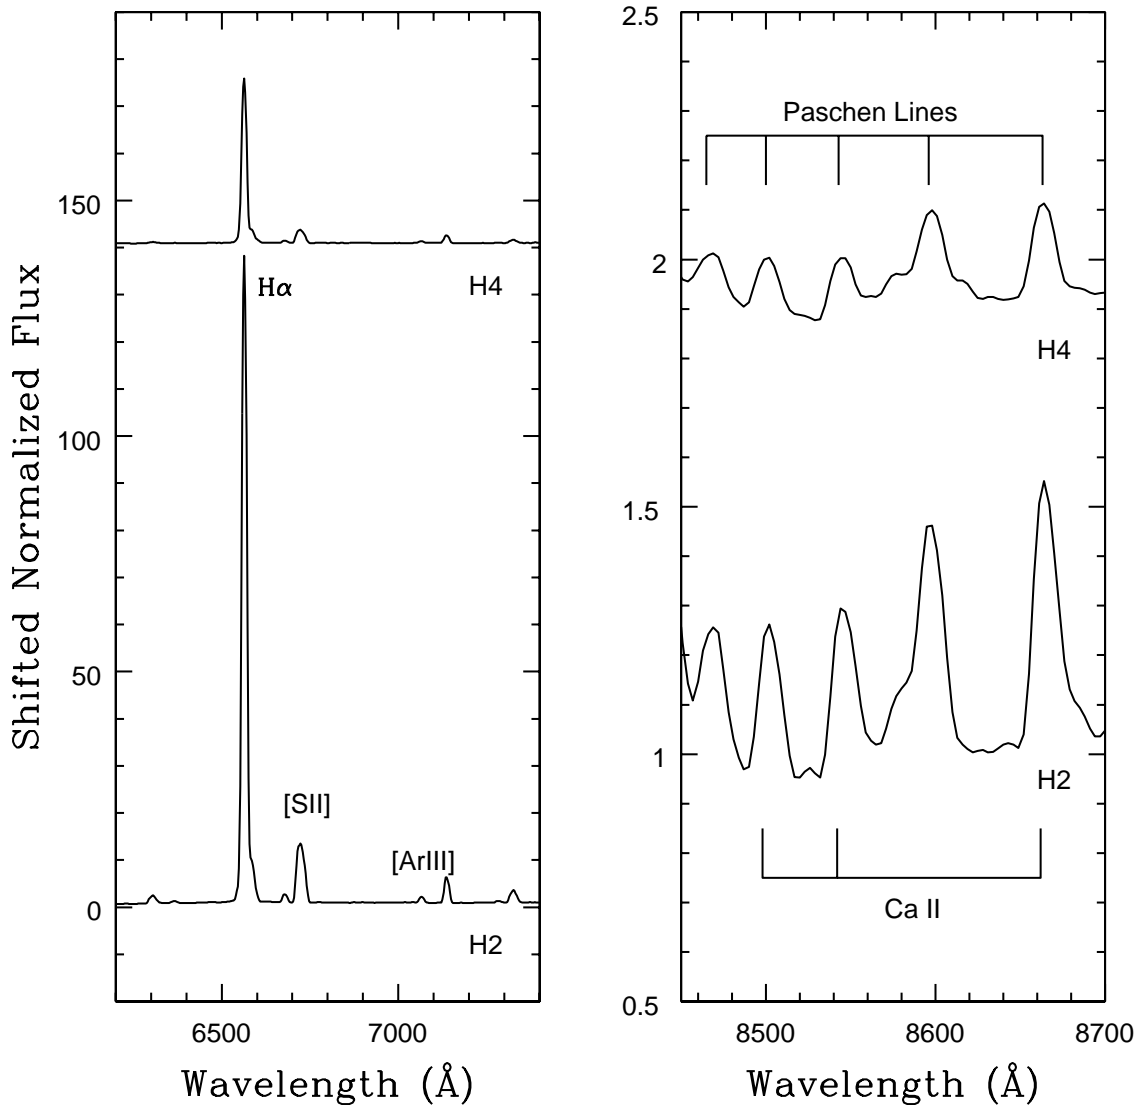 Shifted Normalized Flux
150
100
50
0
Hα
H4
[SII]
[ArIII]
H2
6500 7000
Wavelength (Å)
2.5
2
1.5
1
0.5
Paschen Lines
H4
H2
Ca II
8500 8600 8700
Wavelength (Å)